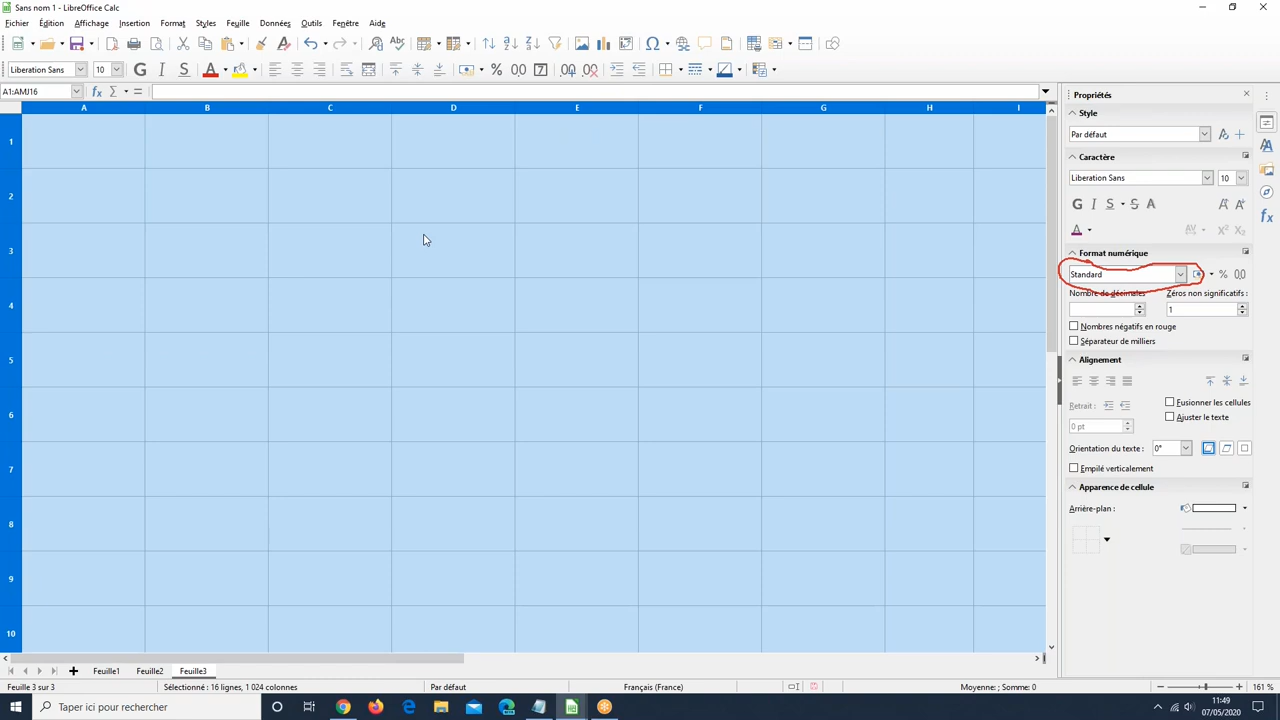 Sans nom 1 - LibreOffice Calc
Fichier Édition Affichage Insertion Format Styles Feuille Données Outils Fenêtre Aide
Liberation Sans 10 G I S
A1:AMJ16
A B C D E F G H I
1
2
3
4
5
6
7
8
9
10
Propriétés
Style
Par défaut
Caractère
Liberation Sans 10
G I S S A
Format numérique
Standard % 0,0
Nombre de décimales Zéros non significatifs :
1
Nombres négatifs en rouge
Séparateur de milliers
Alignement
Retrait : Fusionner les cellules
Ajuster le texte
0 pt
Orientation du texte : 0°
Empilé verticalement
Apparence de cellule
Arrière-plan :
Feuille1 Feuille2 Feuille3
Feuille 3 sur 3 Sélectionné : 16 lignes, 1 024 colonnes Par défaut Français (France) Moyenne: ; Somme: 0 161 %
Taper ici pour rechercher
11:49
07/05/2020